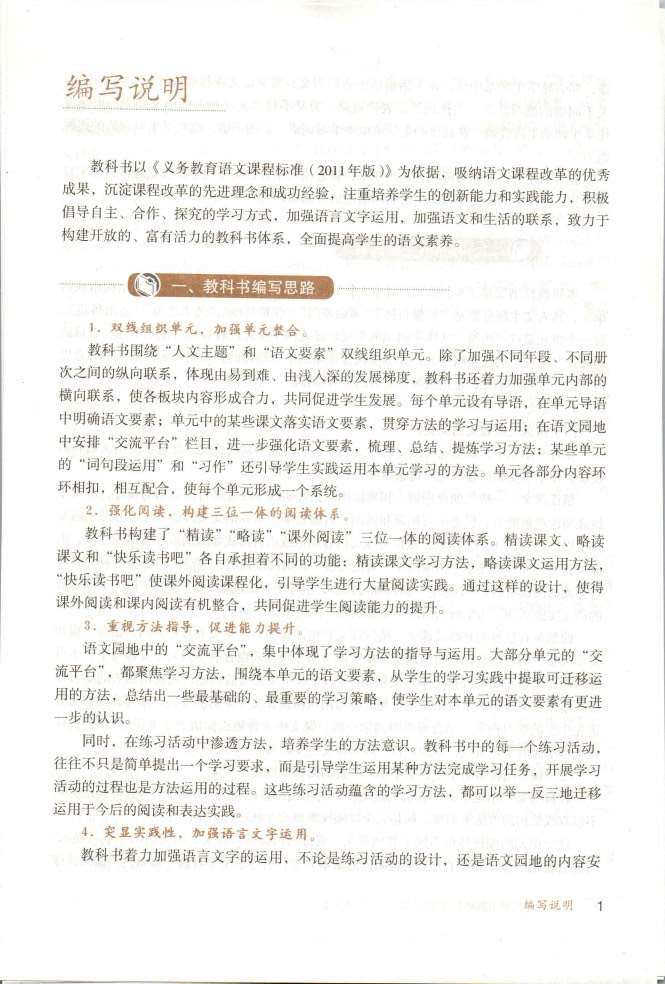 编写说明
教科书以《义务教育语文课程标准（2011年版）》为依据，吸纳语文课程改革的优秀
成果，沉淀课程改革的先进理念和成功经验，注重培养学生的创新能力和实践能力，积极
倡导自主、合作、探究的学习方式，加强语言文字运用，加强语文和生活的联系，致力于
构建开放的、富有活力的教科书体系，全面提高学生的语文素养。
一、教科书编写思路
1．双线组织单元，加强单元整合。
教科书围绕“人文主题”和“语文要素”双线组织单元。除了加强不同年段、不同册
次之间的纵向联系，体现由易到难、由浅入深的发展梯度，教科书还着力加强单元内部的
横向联系，使各板块内容形成合力，共同促进学生发展。每个单元设有导语，在单元导语
中明确语文要素；单元中的某些课文落实语文要素，贯穿方法的学习与运用；在语文园地
中安排“交流平台”栏目，进一步强化语文要素，梳理、总结、提炼学习方法；某些单元
的“词句段运用”和“习作”还引导学生实践运用本单元学习的方法。单元各部分内容环
环相扣，相互配合，使每个单元形成一个系统。
2．强化阅读，构建三位一体的阅读体系。
教科书构建了“精读”“略读”“课外阅读”三位一体的阅读体系。精读课文、略读
课文和“快乐读书吧”各自承担着不同的功能：精读课文学习方法，略读课文运用方法，
“快乐读书吧”使课外阅读课程化，引导学生进行大量阅读实践。通过这样的设计，使得
课外阅读和课内阅读有机整合，共同促进学生阅读能力的提升。
3．重视方法指导，促进能力提升。
语文园地中的“交流平台”，集中体现了学习方法的指导与运用。大部分单元的“交
流平台”，都聚焦学习方法，围绕本单元的语文要素，从学生的学习实践中提取可迁移运
用的方法，总结出一些最基础的、最重要的学习策略，使学生对本单元的语文要素有更进
一步的认识。
同时，在练习活动中渗透方法，培养学生的方法意识。教科书中的每一个练习活动，
往往不只是简单提出一个学习要求，而是引导学生运用某种方法完成学习任务，开展学习
活动的过程也是方法运用的过程。这些练习活动蕴含的学习方法，都可以举一反三地迁移
运用于今后的阅读和表达实践。
4．突显实践性，加强语言文字运用。
教科书着力加强语言文字的运用，不论是练习活动的设计，还是语文园地的内容安
编写说明 1